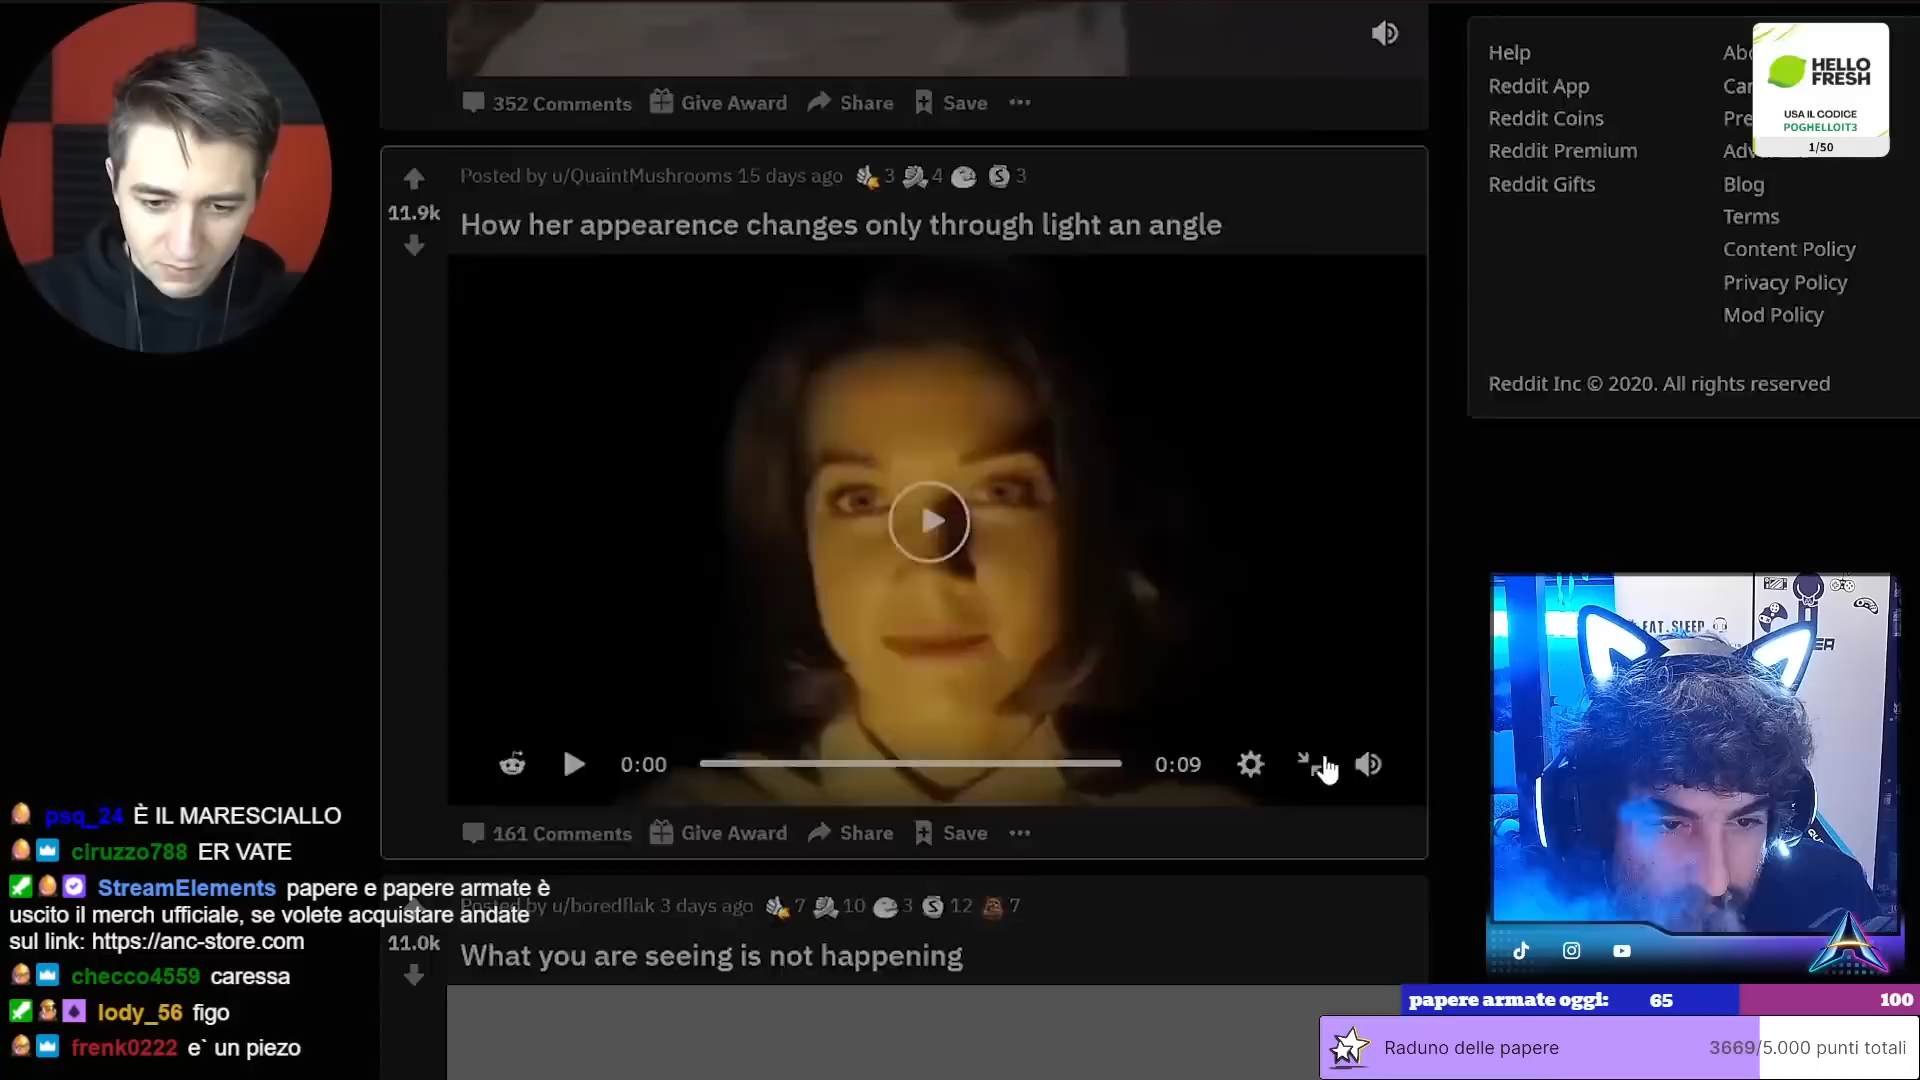 352 Comments Give Award Share Save
Posted by u/QuaintMushrooms 15 days ago 3 4 3
11.9k
How her appearence changes only through light an angle
0:00 0:09
161 Comments Give Award Share Save
Posted by u/boredflak 3 days ago 7 10 3 12 7
11.0k
What you are seeing is not happening
Help
Reddit App
Reddit Coins
Reddit Premium
Reddit Gifts
Blog
Terms
Content Policy
Privacy Policy
Mod Policy
Reddit Inc © 2020. All rights reserved
HELLO
FRESH
USA IL CODICE
POGHELLOIT3
1/50
EAT.SLEEP
psq_24 È IL MARESCIALLO
ciruzzo788 ER VATE
StreamElements papere e papere armate è
uscito il merch ufficiale, se volete acquistare andate
sul link: https://anc-store.com
checco4559 caressa
lody_56 figo
frenk0222 e` un piezo
papere armate oggi: 65 100
Raduno delle papere 3669/5.000 punti totali